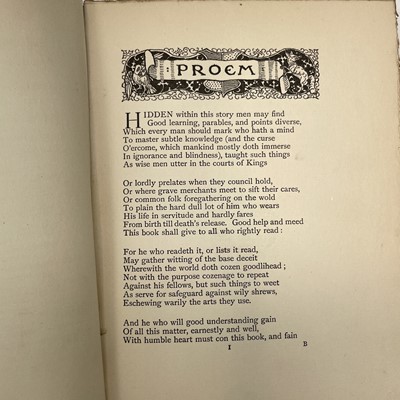 PROEM
HIDDEN within this story men may find
Good learning, parables, and points diverse,
Which every man should mark who hath a mind
To master subtle knowledge (and the curse
O'ercome, which mankind mostly doth immerse
In ignorance and blindness), taught such things
As wise men utter in the courts of Kings
Or lordly prelates when they council hold,
Or where grave merchants meet to sift their cares,
Or common folk foregathering on the wold
To plain the hard dull lot of him who wears
His life in servitude and hardly fares
From birth till death's release. Good help and meed
This book shall give to all who rightly read:
For he who readeth it, or lists it read,
May gather witting of the base deceit
Wherewith the world doth cozen goodlihead;
Not with the purpose cozenage to repeat
Against his fellows, but such things to weet
As serve for safeguard against wily shrews,
Eschewing warily the arts they use.
And he who will good understanding gain
Of all this matter, earnestly and well,
With humble heart must con this book, and fain
I B